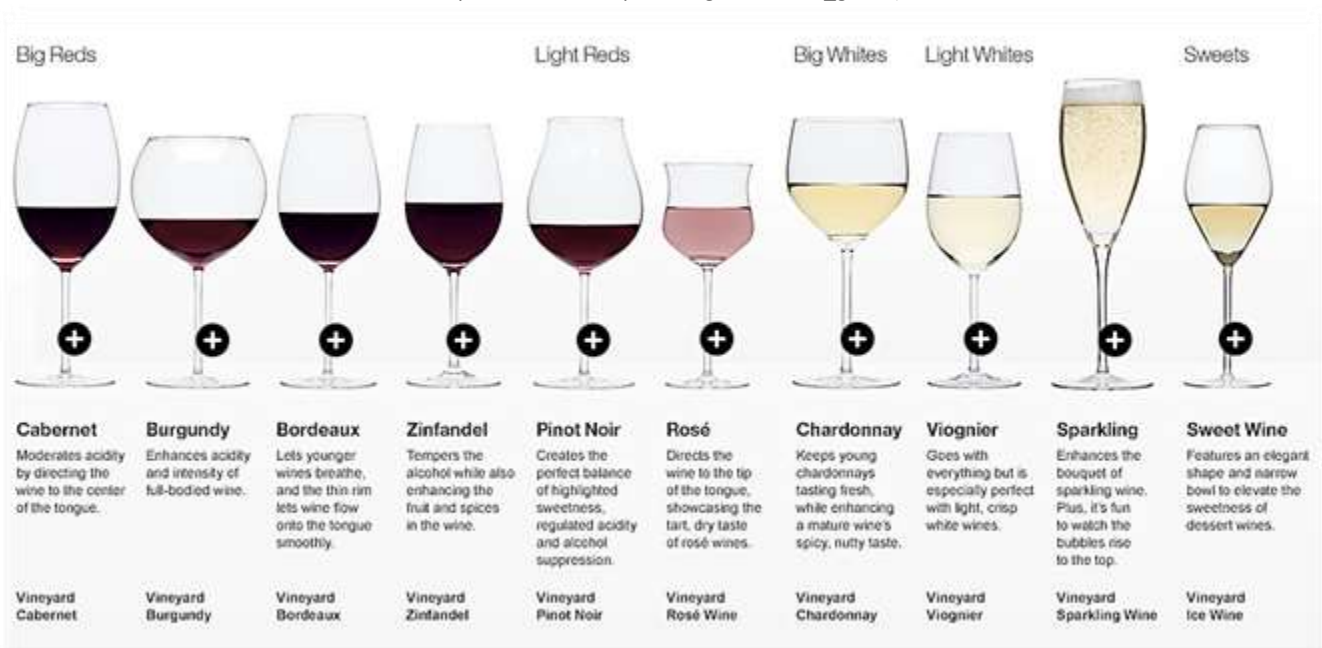 Big Reds
Light Reds
Big Whites
Light Whites
Sweets
Cabernet
Moderates acidity
by directing the
wine to the center
of the tongue.
Burgundy
Enhances acidity
and intensity of
full-bodied wine.
Bordeaux
Lets younger
wines breathe,
and the thin rim
lets wine flow
onto the tongue
smoothly.
Zinfandel
Tempers the
alcohol while also
enhancing the
fruit and spices
in the wine.
Pinot Noir
Creates the
perfect balance
of highlighted
sweetness,
regulated acidity
and alcohol
suppression.
Rosé
Directs the
wine to the tip
of the tongue,
showcasing the
tart, dry taste
of rosé wines.
Chardonnay
Keeps young
chardonnays
tasting fresh,
while enhancing
a mature wine's
spicy, nutty taste.
Viognier
Goes with
everything but is
especially perfect
with light, crisp
white wines.
Sparkling
Enhances the
bouquet of
sparkling wine.
Plus, it's fun
to watch the
bubbles rise
to the top.
Sweet Wine
Features an elegant
shape and narrow
bowl to elevate the
sweetness of
dessert wines.
Vineyard
Cabernet
Vineyard
Burgundy
Vineyard
Bordeaux
Vineyard
Zintandel
Vineyard
Pinot Noir
Vineyard
Rosé Wine
Vineyard
Chardonnay
Vineyard
Viognier
Vineyard
Sparkling Wine
Vineyard
Ice Wine